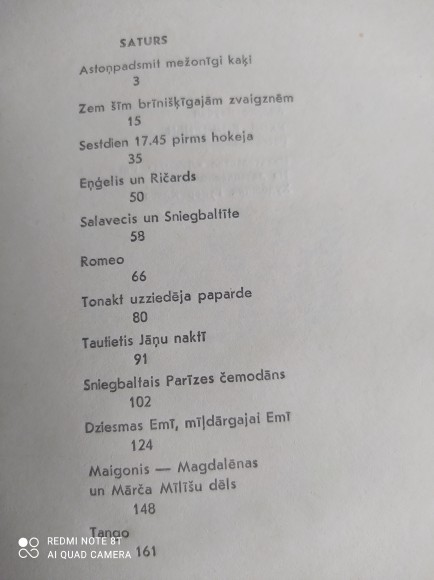 SATURS
Astoņpadsmit mežonīgi kaķi
3
Zem šīm brīnišķīgajām zvaigznēm
15
Sestdien 17.45 pirms hokeja
35
Eņģelis un Ričards
50
Salavecis un Sniegbaltīte
58
Romeo
66
Tonakt uzziedēja paparde
80
Tautietis Jāņu naktī
91
Sniegbaltais Parīzes čemodāns
102
Dziesmas Emī, mīļdārgajai Emī
124
Maigonis — Magdalēnas
un Mārča Mīlīšu dēls
148
Tango
161
REDMI NOTE 8T
AI QUAD CAMERA